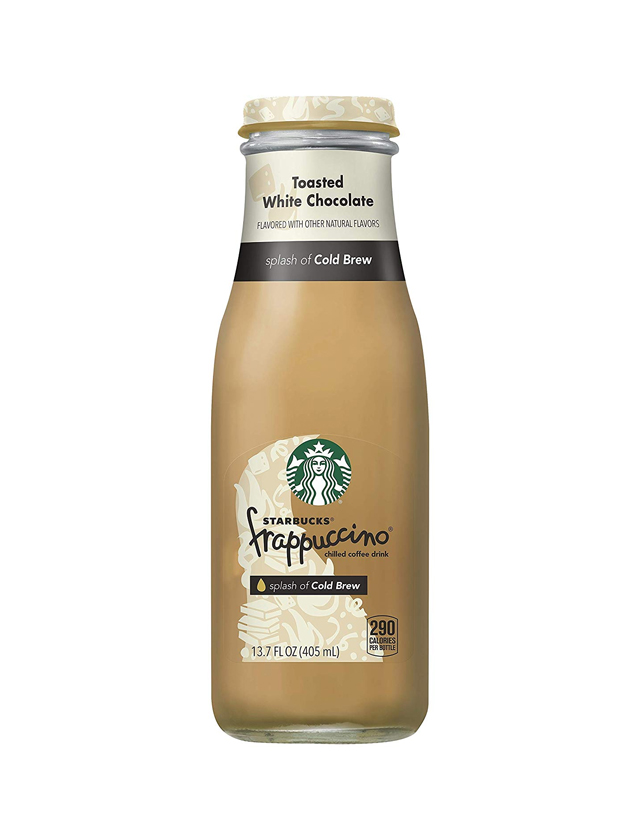 Toasted
White Chocolate
FLAVORED WITH OTHER NATURAL FLAVORS
splash of Cold Brew
STARBUCKS®
frappuccino®
chilled coffee drink
splash of Cold Brew
290
CALORIES
PER BOTTLE
13.7 FL OZ (405 mL)